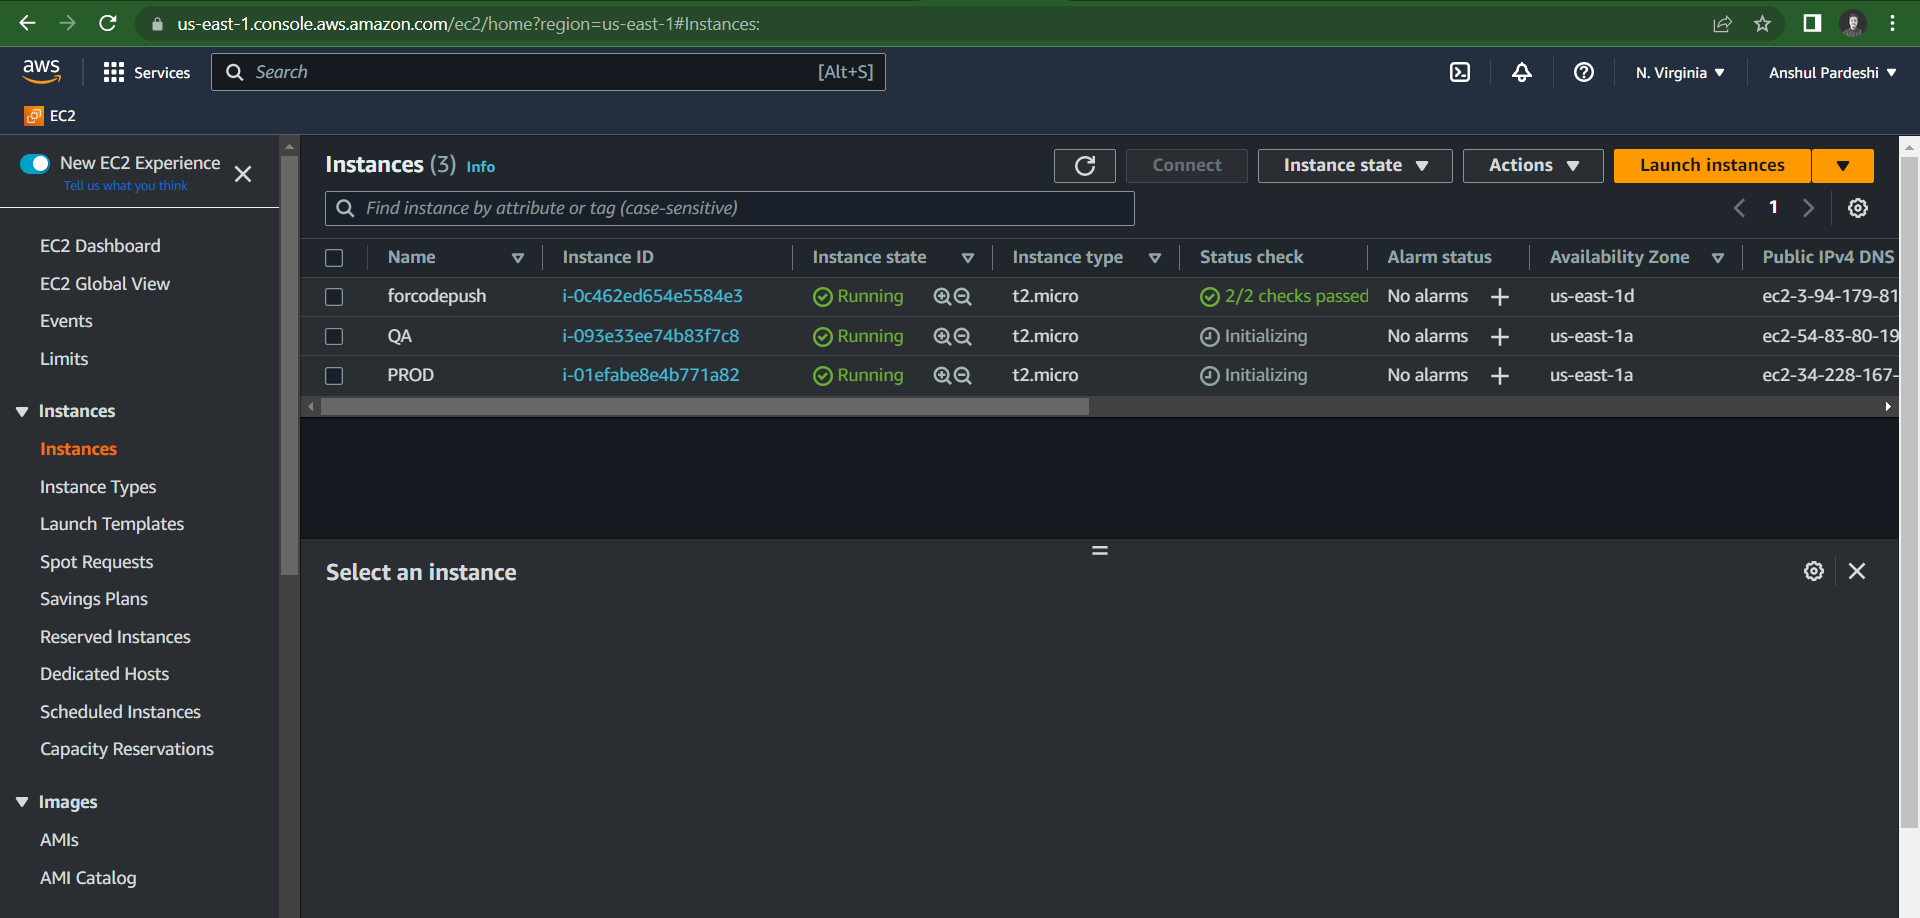 us-east-1.console.aws.amazon.com/ec2/home?region=us-east-1#Instances:
aws
Services
Search
[Alt+S]
N. Virginia
Anshul Pardeshi
EC2
New EC2 Experience
Tell us what you think
EC2 Dashboard
EC2 Global View
Events
Limits
Instances
Instances
Instance Types
Launch Templates
Spot Requests
Savings Plans
Reserved Instances
Dedicated Hosts
Scheduled Instances
Capacity Reservations
Images
AMIs
AMI Catalog
Instances (3) Info
Connect
Instance state
Actions
Launch instances
Find instance by attribute or tag (case-sensitive)
1
Name Instance ID Instance state Instance type Status check Alarm status Availability Zone Public IPv4 DNS
forcodepush i-0c462ed654e5584e3 Running t2.micro 2/2 checks passed No alarms + us-east-1d ec2-3-94-179-81
QA i-093e33ee74b83f7c8 Running t2.micro Initializing No alarms + us-east-1a ec2-54-83-80-19
PROD i-01efabe8e4b771a82 Running t2.micro Initializing No alarms + us-east-1a ec2-34-228-167-
Select an instance